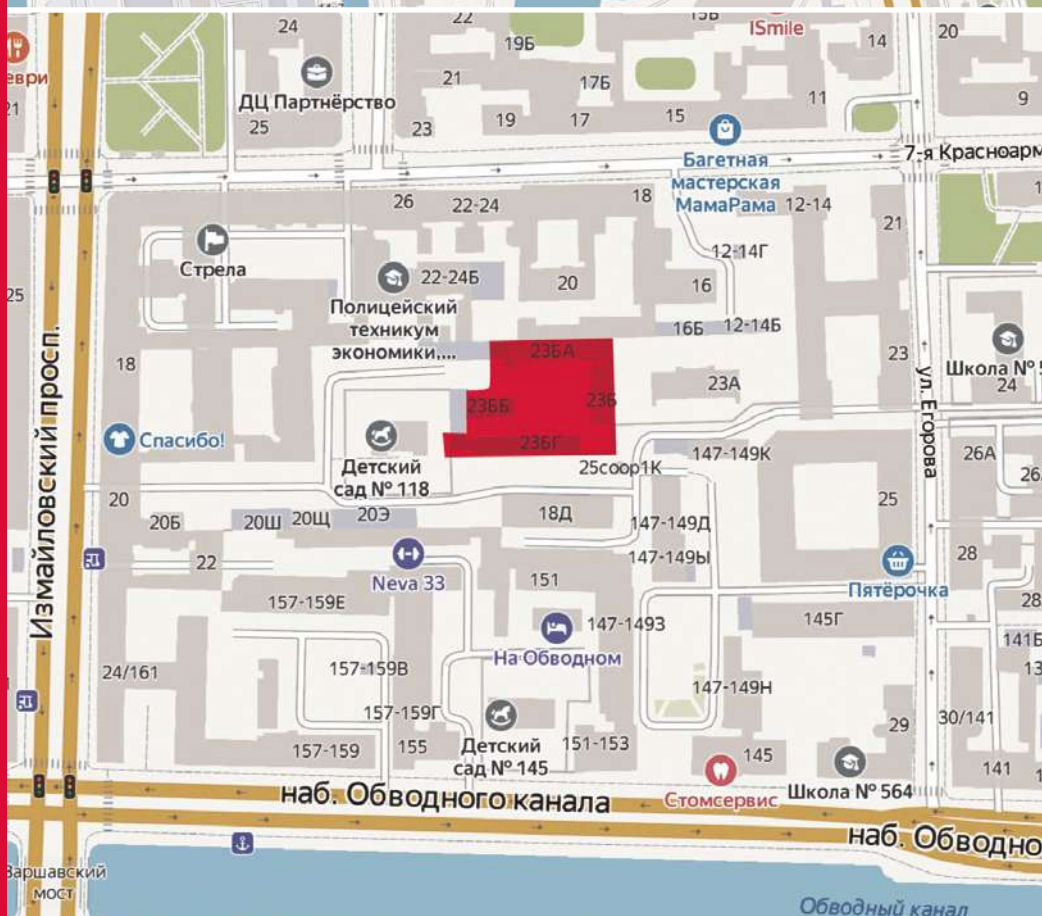 22
15В
ISmile
24
19Б
14
20
еври
ДЦ Партнёрство
21
17Б
11
9
21
25
23
19
17
15
Багетная
мастерская
МамаРама
7-я Красноарм
26
22-24
18
12-14
21
Стрела
12-14Г
22-24Б
20
16
25
Полицейский
техникум
экономики,...
16Б
12-14Б
23БА
23
Школа №
24
18
23А
23ББ
23Б
ул. Егорова
Спасибо!
23БГ
Детский
сад № 118
25соор1К
147-149К
26А
Измайловский просп.
20
25
20Б
20Ш
20Щ
20Э
18Д
147-149Д
22
147-149Ы
28
Neva 33
151
Пятёрочка
157-159Е
147-149З
145Г
28
На Обводном
141Б
24/161
157-159В
147-149Н
13
157-159Г
30/141
29
157-159
155
Детский
сад № 145
151-153
145
141
Стомсервис
Школа № 564
наб. Обводного канала
наб. Обводно
Варшавский
мост
Обводный канал